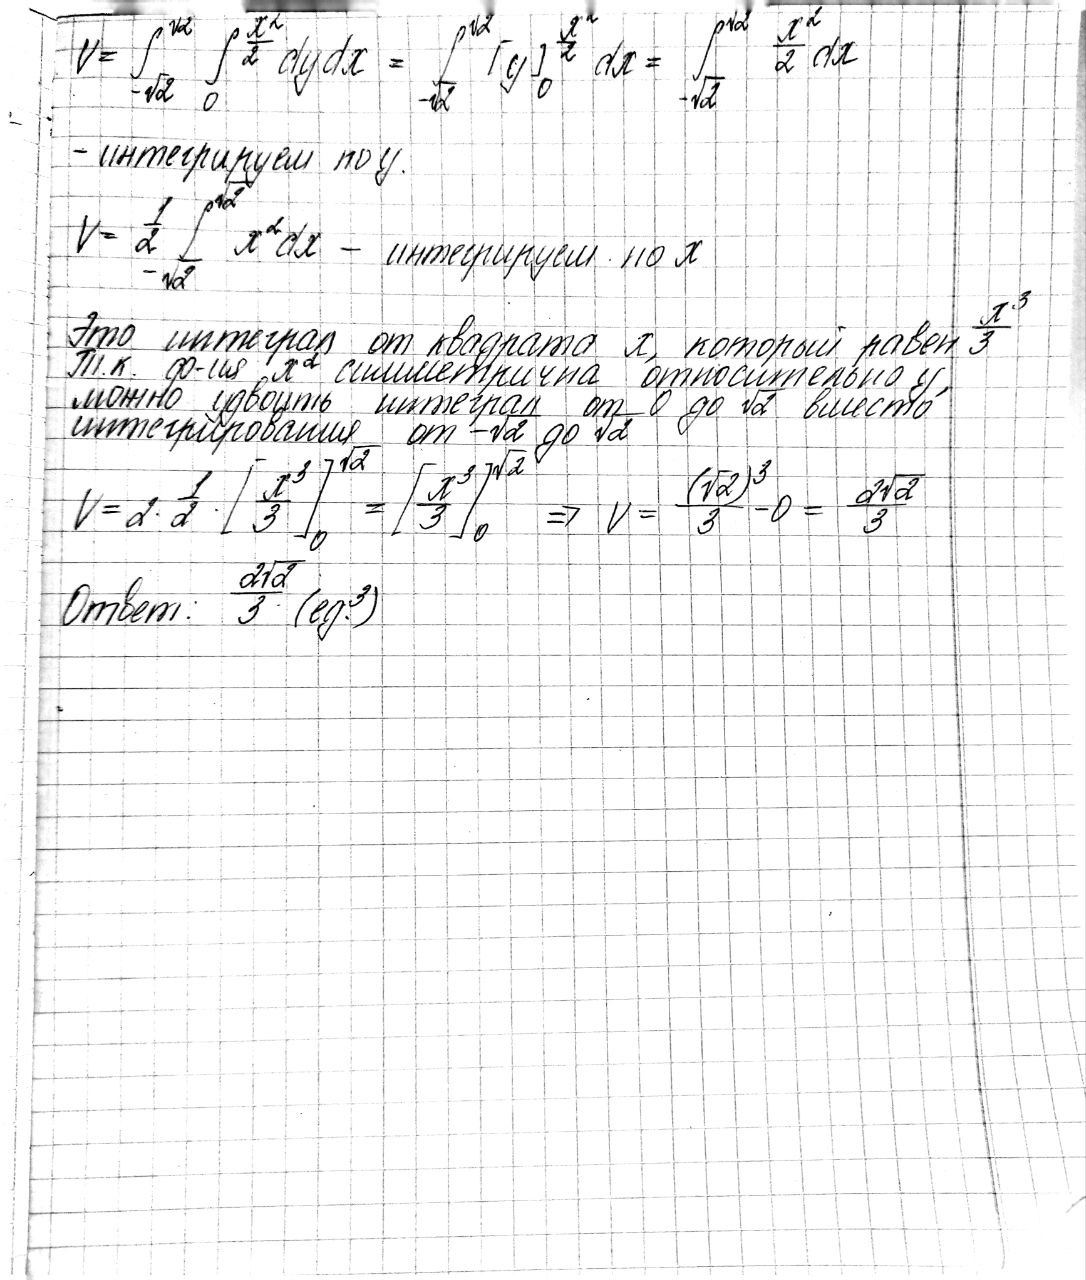 V = ∫_{-√2}^{√2} ∫_0^{x²/2} dy dx = ∫_{-√2}^{√2} [y]_0^{x²/2} dx = ∫_{-√2}^{√2} x²/2 dx
- интегрируем по y.
V = 1/2 ∫_{-√2}^{√2} x² dx – интегрируем по x
Это интеграл от квадрата x, который равен x³/3
Т.к. ф-ция x² симметрична относительно y,
можно удвоить интеграл от 0 до √2 вместо
интегрирования от -√2 до √2
V = 2 · 1/2 · [x³/3]_0^{√2} = [x³/3]_0^{√2} => V = (√2)³/3 - 0 = 2√2/3
Ответ: 2√2/3 (ед.³)